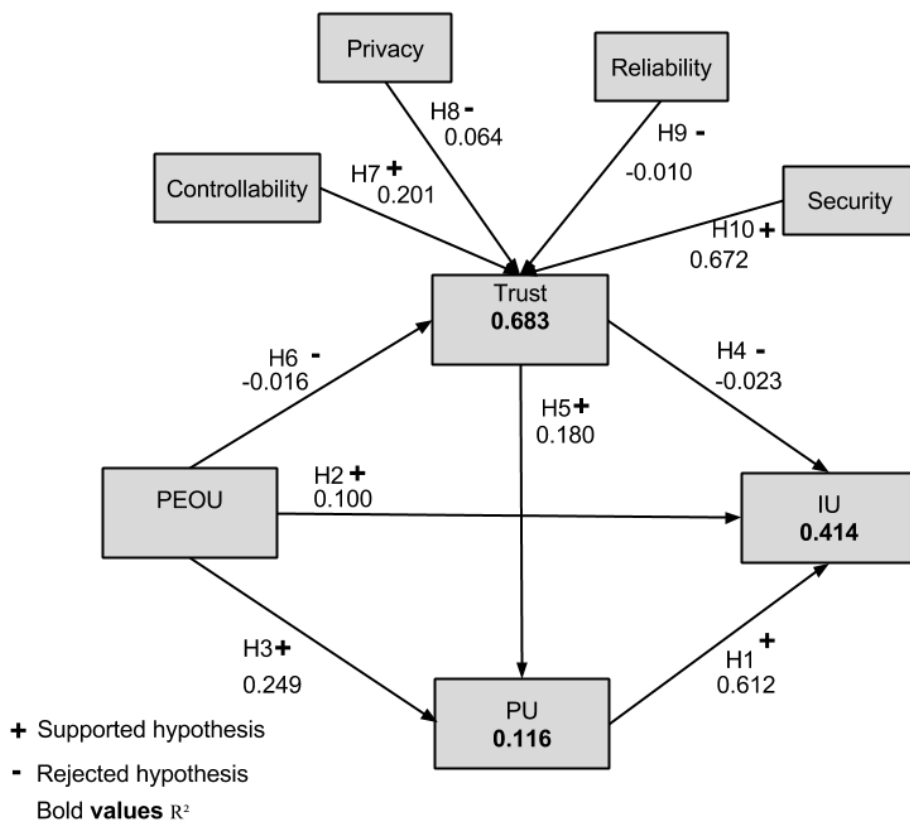 Privacy
Reliability
H8 -
0.064
H9 -
-0.010
Controllability
H7 +
0.201
Security
H10 +
0.672
Trust
0.683
H6 -
-0.016
H4 -
-0.023
H5 +
0.180
H2 +
0.100
PEOU
IU
0.414
H3 +
0.249
H1 +
0.612
PU
0.116
+ Supported hypothesis
- Rejected hypothesis
Bold values R²